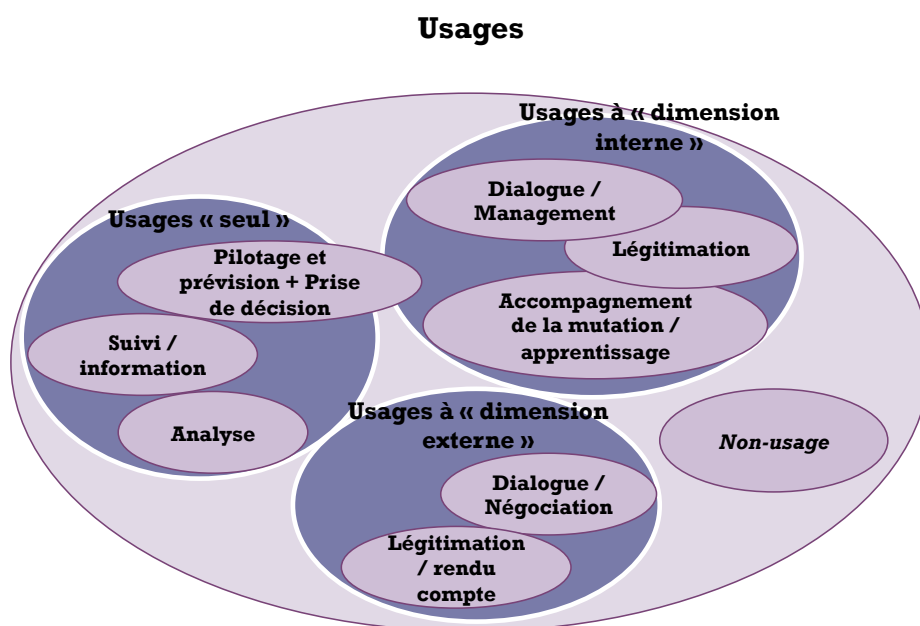 Usages
Usages à « dimension
interne »
Dialogue /
Management
Légitimation
Accompagnement
de la mutation /
apprentissage
Usages « seul »
Pilotage et
prévision + Prise
de décision
Suivi /
information
Analyse
Usages à « dimension
externe »
Dialogue /
Négociation
Légitimation
/ rendu
compte
Non-usage